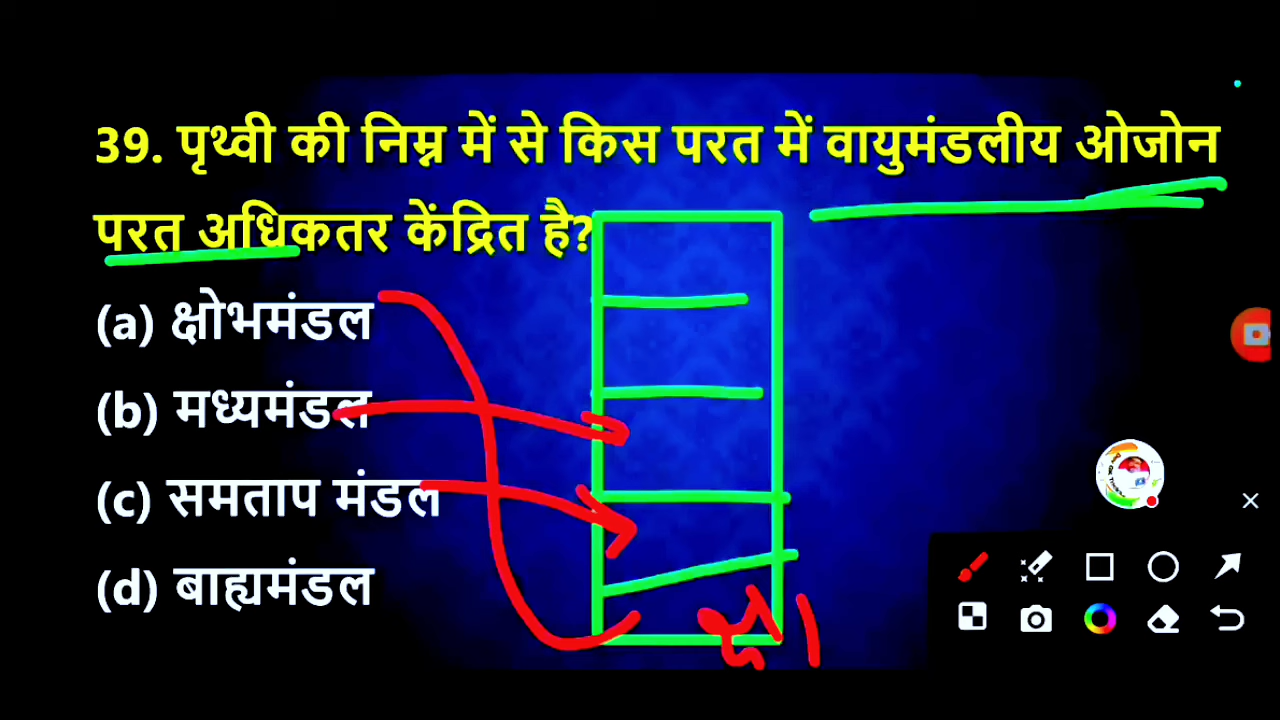 39. पृथ्वी की निम्न में से किस परत में वायुमंडलीय ओजोन
परत अधिकतर केंद्रित है?
(a) क्षोभमंडल
(b) मध्यमंडल
(c) समताप मंडल
(d) बाह्यमंडल